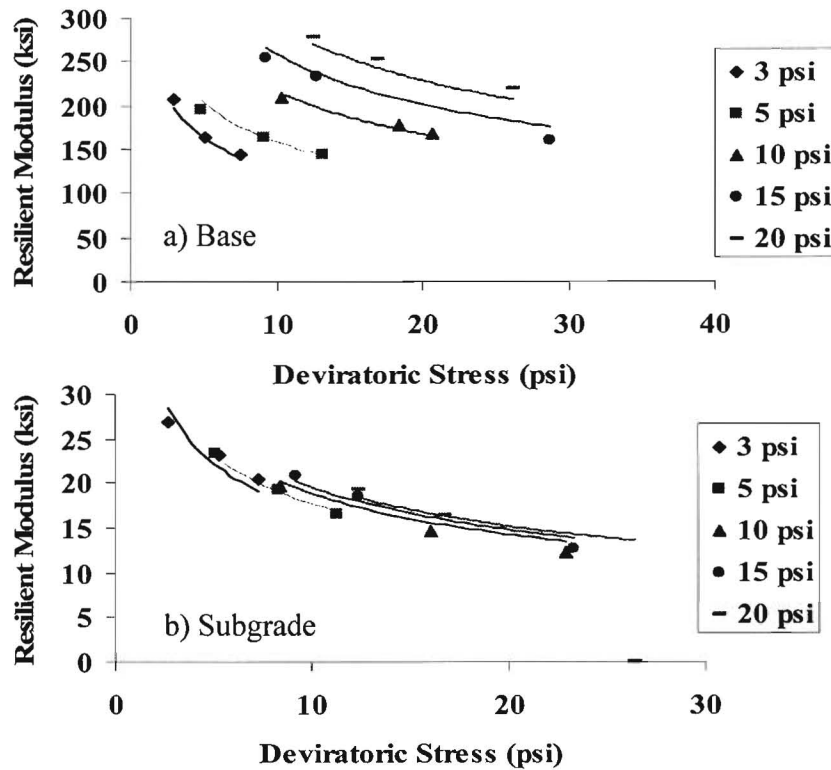 Resilient Modulus (ksi)
300
250
200
150
100
50
0
a) Base
0 10 20 30 40
Deviratoric Stress (psi)
3 psi
5 psi
10 psi
15 psi
20 psi
Resilient Modulus (ksi)
30
25
20
15
10
5
0
b) Subgrade
0 10 20 30
Deviratoric Stress (psi)
3 psi
5 psi
10 psi
15 psi
20 psi